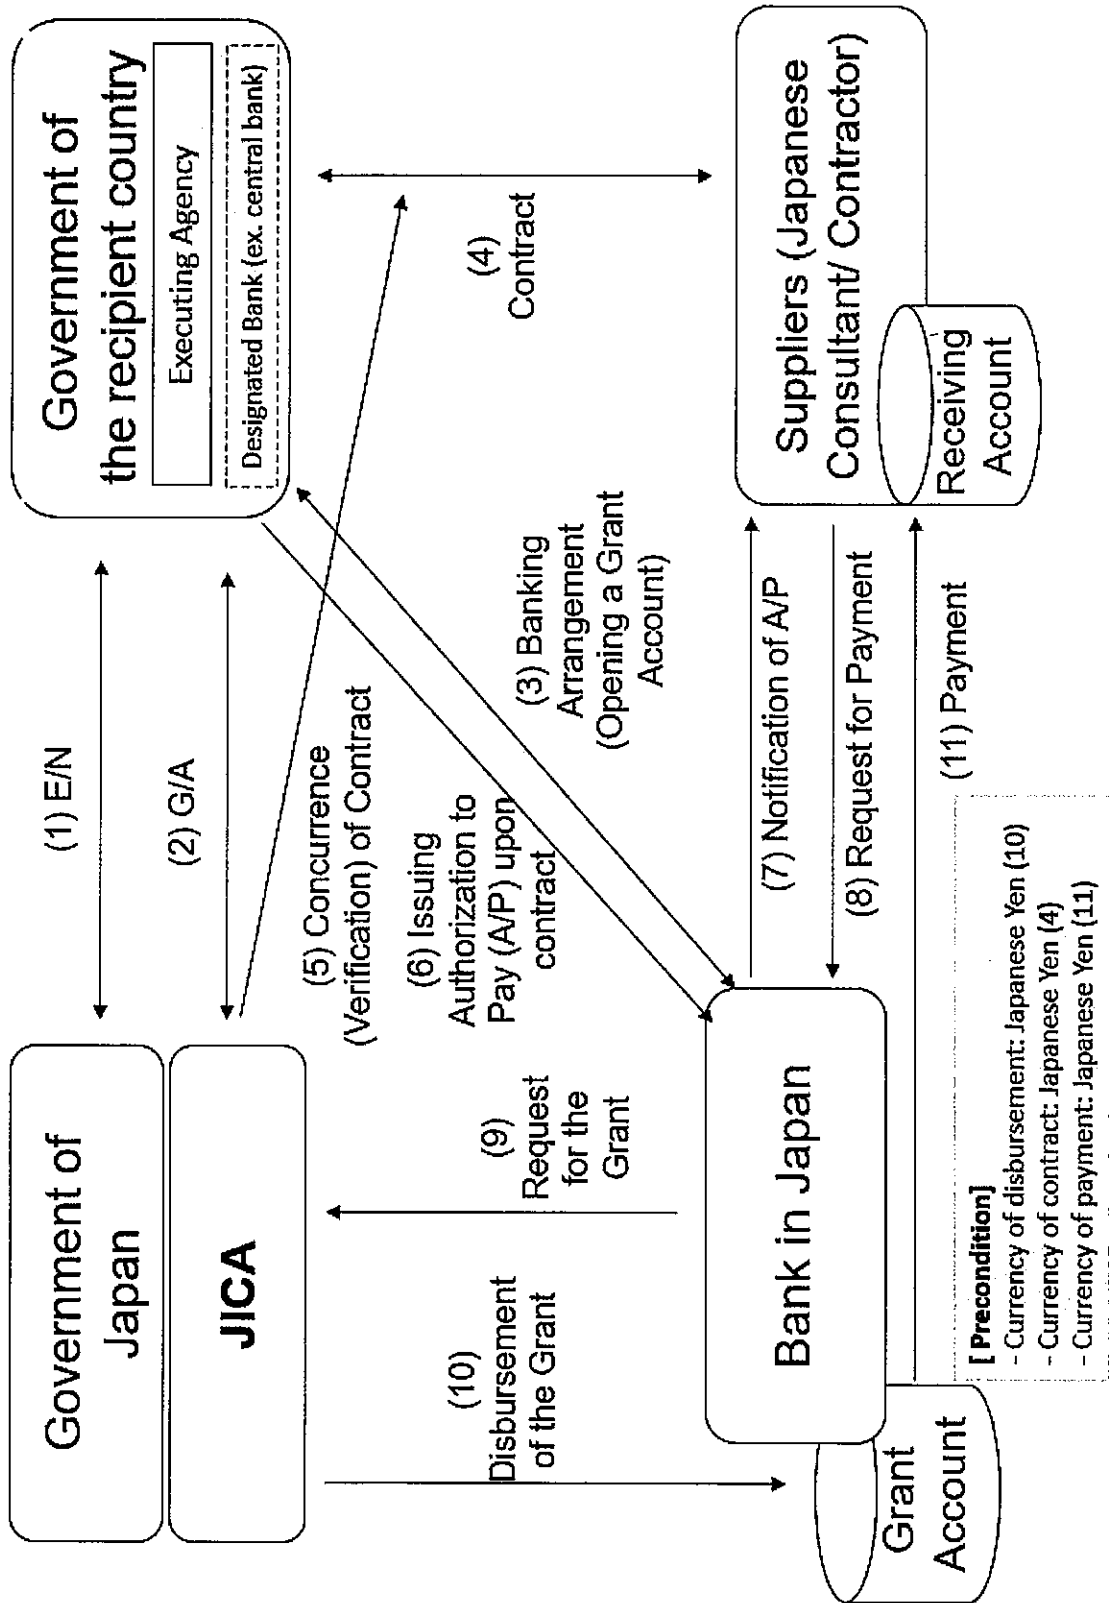 Government of
Japan
JICA
(1) E/N
(2) G/A
Government of
the recipient country
Executing Agency
Designated Bank (ex. central bank)
(5) Concurrence
(Verification) of Contract
(6) Issuing
Authorization to
Pay (A/P) upon
contract
(3) Banking
Arrangement
(Opening a Grant
Account)
(4)
Contract
(9)
Request
for the
Grant
(10)
Disbursement
of the Grant
Bank in Japan
Grant
Account
(7) Notification of A/P
(8) Request for Payment
(11) Payment
Suppliers (Japanese
Consultant/ Contractor)
Receiving
Account
[ Precondition]
- Currency of disbursement: Japanese Yen (10)
- Currency of contract: Japanese Yen (4)
- Currency of payment: Japanese Yen (11)